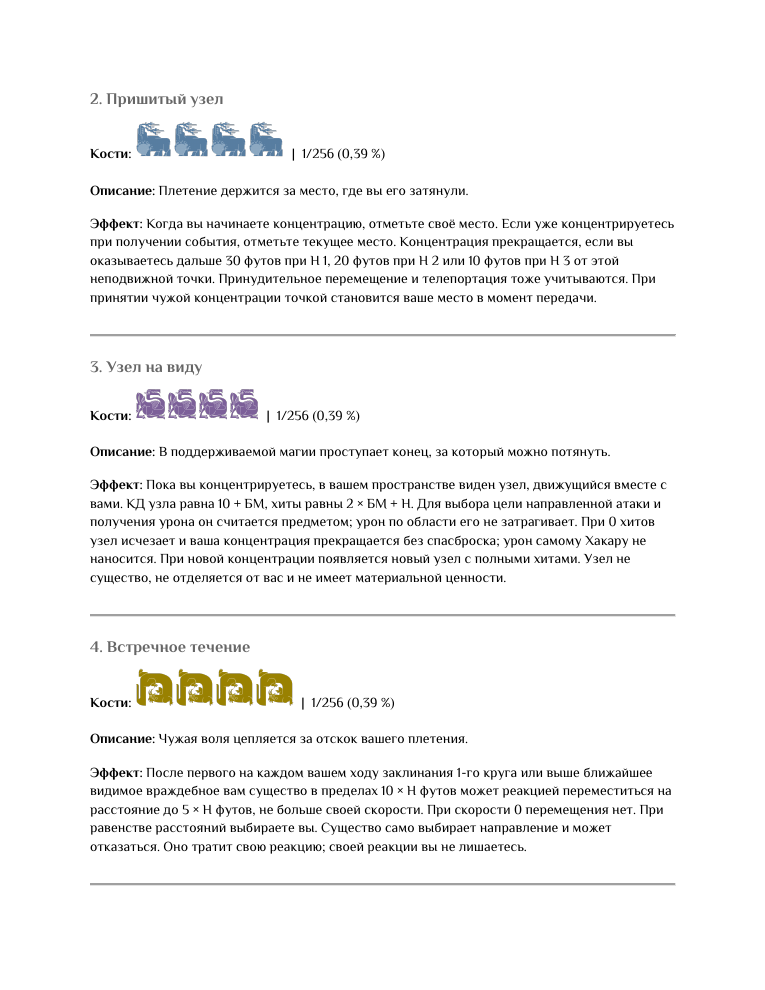 2. Пришитый узел
Кости: | 1/256 (0,39 %)
Описание: Плетение держится за место, где вы его затянули.
Эффект: Когда вы начинаете концентрацию, отметьте своё место. Если уже концентрируетесь
при получении события, отметьте текущее место. Концентрация прекращается, если вы
оказываетесь дальше 30 футов при Н 1, 20 футов при Н 2 или 10 футов при Н 3 от этой
неподвижной точки. Принудительное перемещение и телепортация тоже учитываются. При
принятии чужой концентрации точкой становится ваше место в момент передачи.
3. Узел на виду
Кости: | 1/256 (0,39 %)
Описание: В поддерживаемой магии проступает конец, за который можно потянуть.
Эффект: Пока вы концентрируетесь, в вашем пространстве виден узел, движущийся вместе с
вами. КД узла равна 10 + БМ, хиты равны 2 × БМ + Н. Для выбора цели направленной атаки и
получения урона он считается предметом; урон по области его не затрагивает. При 0 хитов
узел исчезает и ваша концентрация прекращается без спасброска; урон самому Хакару не
наносится. При новой концентрации появляется новый узел с полными хитами. Узел не
существо, не отделяется от вас и не имеет материальной ценности.
4. Встречное течение
Кости: | 1/256 (0,39 %)
Описание: Чужая воля цепляется за отскок вашего плетения.
Эффект: После первого на каждом вашем ходу заклинания 1-го круга или выше ближайшее
видимое враждебное вам существо в пределах 10 × Н футов может реакцией переместиться на
расстояние до 5 × Н футов, не больше своей скорости. При скорости 0 перемещения нет. При
равенстве расстояний выбираете вы. Существо само выбирает направление и может
отказаться. Оно тратит свою реакцию; своей реакции вы не лишаетесь.